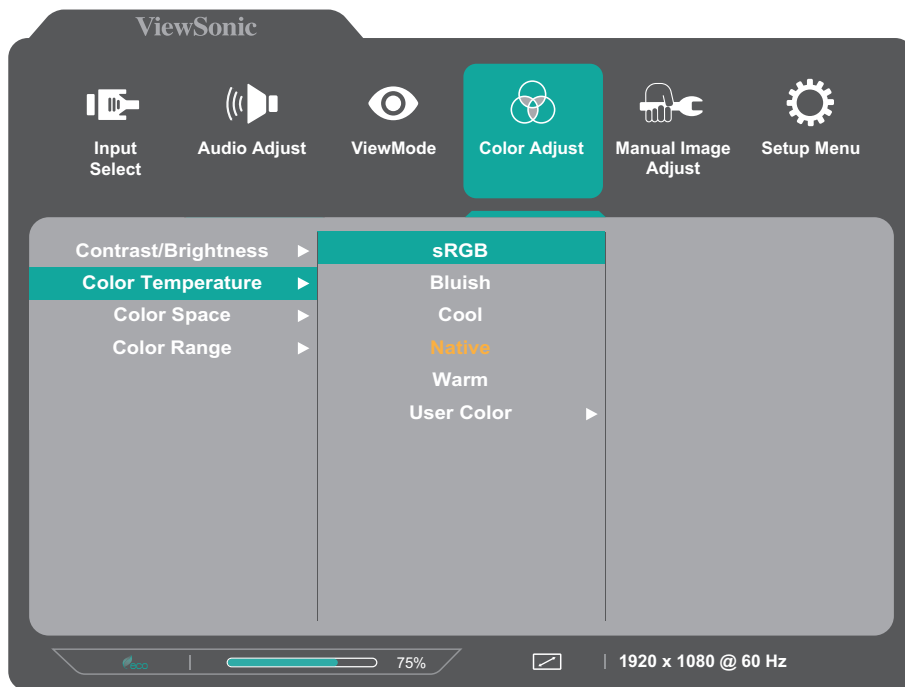 ViewSonic
Input Select
Audio Adjust
ViewMode
Color Adjust
Manual Image Adjust
Setup Menu
Contrast/Brightness
Color Temperature
Color Space
Color Range
sRGB
Bluish
Cool
Native
Warm
User Color
eco
75%
1920 x 1080 @ 60 Hz